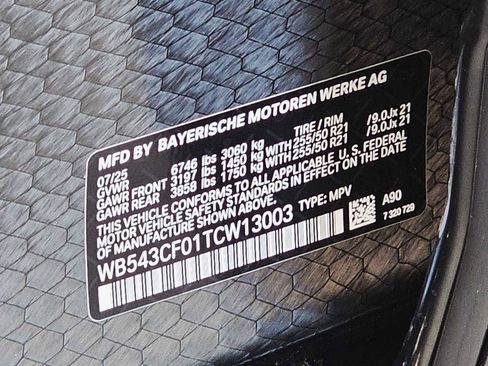 MFD BY BAYERISCHE MOTOREN WERKE AG
07/25 TIRE / RIM
GVWR 6746 lbs 3060 kg
GAWR FRONT 3197 lbs 1450 kg WITH 255/50 R21 /9.0Jx 21
GAWR REAR 3858 lbs 1750 kg WITH 255/50 R21 /9.0Jx 21
THIS VEHICLE CONFORMS TO ALL APPLICABLE U.S. FEDERAL
MOTOR VEHICLE SAFETY STANDARDS IN EFFECT ON THE
DATE OF MANUFACTURE SHOWN ABOVE.
WB543CF01TCW13003 TYPE: MPV
A90
7 320 729